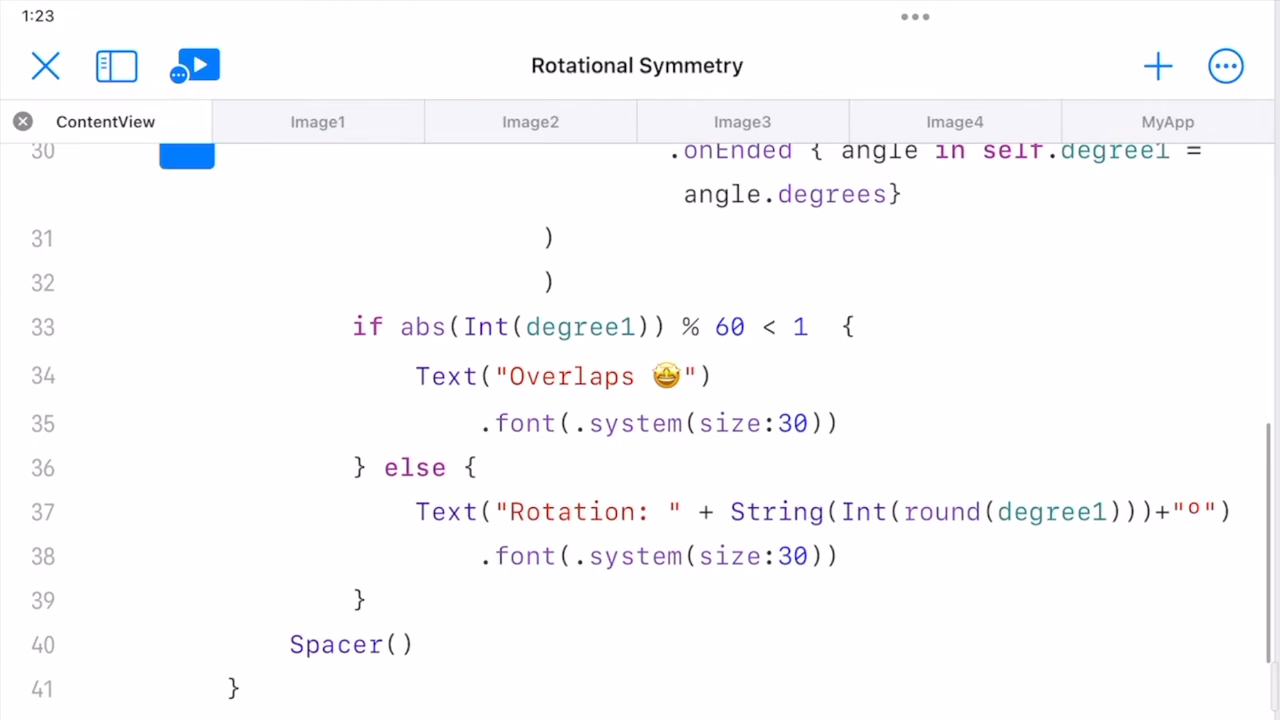 1:23
Rotational Symmetry
ContentView Image1 Image2 Image3 Image4 MyApp
30 .onEnded { angle in self.degree1 =
angle.degrees}
31 )
32 )
33 if abs(Int(degree1)) % 60 < 1 {
34 Text("Overlaps 🤩")
35 .font(.system(size:30))
36 } else {
37 Text("Rotation: " + String(Int(round(degree1)))+"º")
38 .font(.system(size:30))
39 }
40 Spacer()
41 }